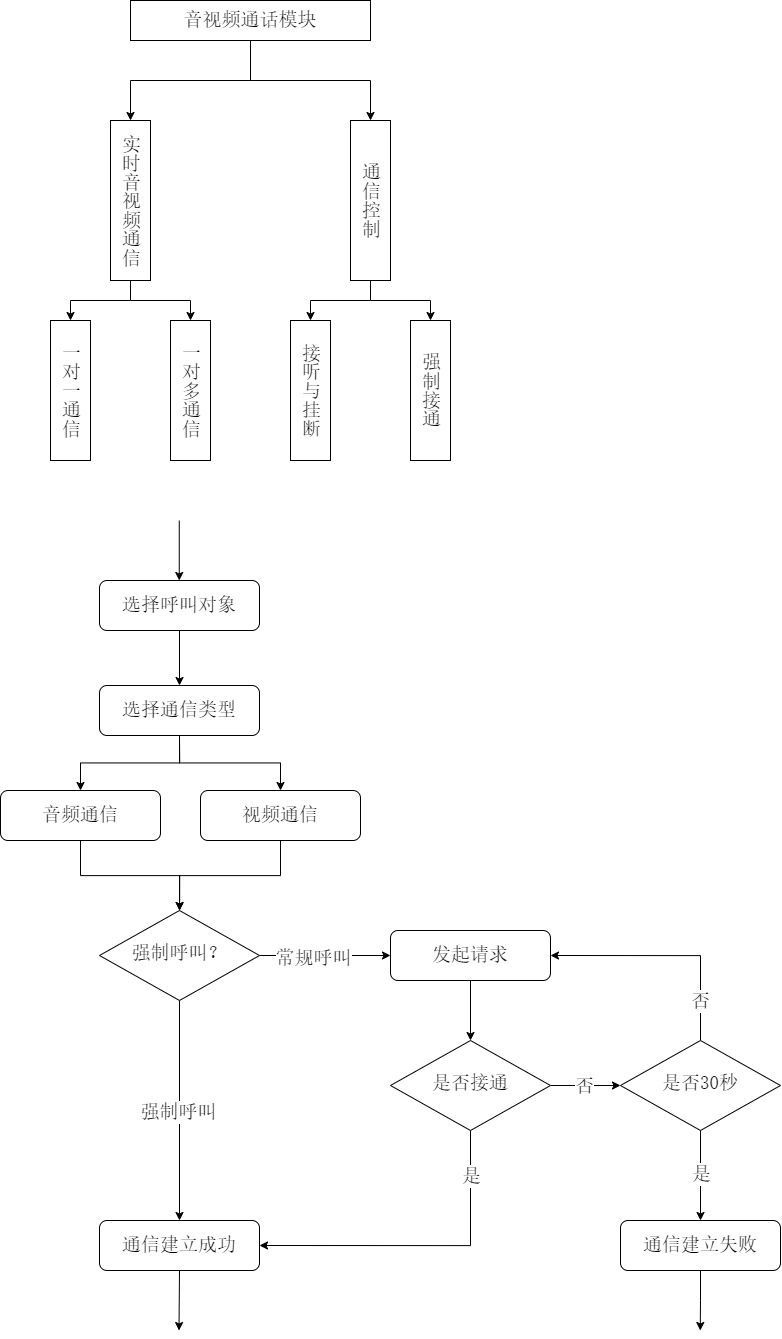 音视频通话模块
实时音视频通信
通信控制
一对一通信
一对多通信
接听与挂断
强制接通
选择呼叫对象
选择通信类型
音频通信
视频通信
强制呼叫？
常规呼叫
发起请求
否
是否接通
否
是否30秒
强制呼叫
是
是
通信建立成功
通信建立失败